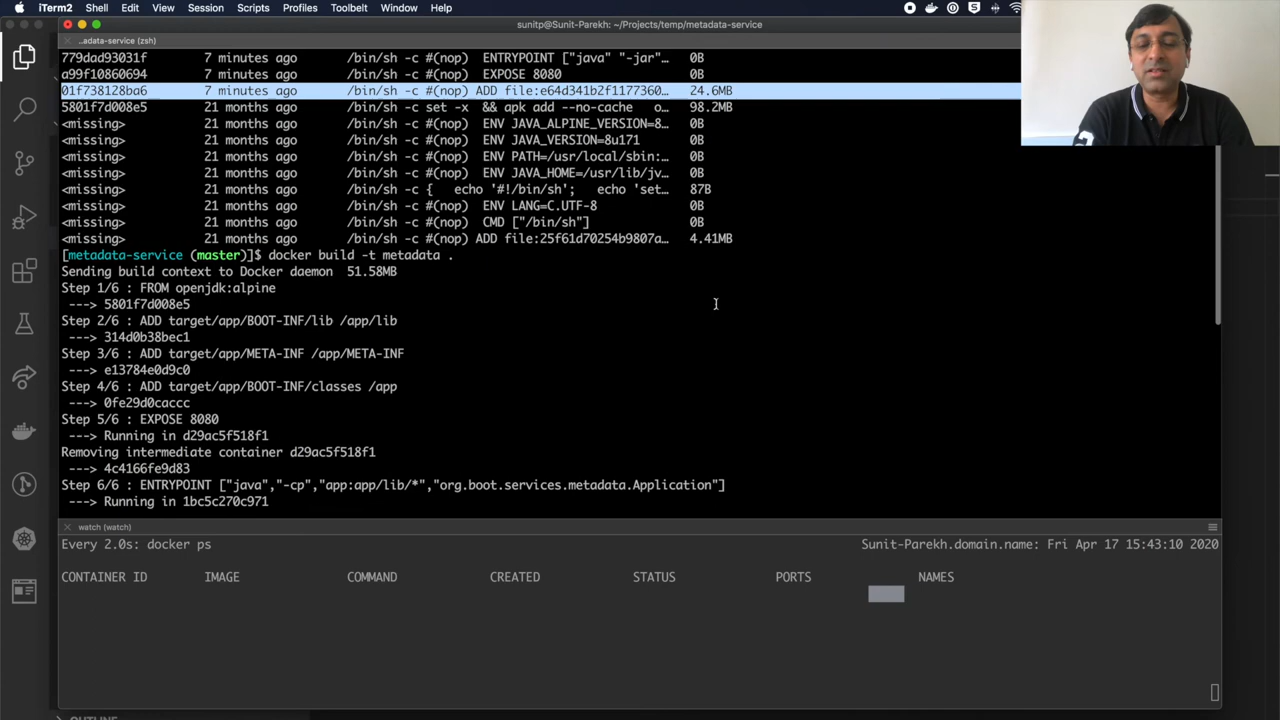 iTerm2 Shell Edit View Session Scripts Profiles Toolbelt Window Help
sunitp@Sunit-Parekh: ~/Projects/temp/metadata-service
..adata-service (zsh)
779dad93031f 7 minutes ago /bin/sh -c #(nop) ENTRYPOINT ["java" "-jar"… 0B
a99f10860694 7 minutes ago /bin/sh -c #(nop) EXPOSE 8080 0B
01f738128ba6 7 minutes ago /bin/sh -c #(nop) ADD file:e64d341b2f1177360… 24.6MB
5801f7d008e5 21 months ago /bin/sh -c set -x && apk add --no-cache o… 98.2MB
<missing> 21 months ago /bin/sh -c #(nop) ENV JAVA_ALPINE_VERSION=8… 0B
<missing> 21 months ago /bin/sh -c #(nop) ENV JAVA_VERSION=8u171 0B
<missing> 21 months ago /bin/sh -c #(nop) ENV PATH=/usr/local/sbin:… 0B
<missing> 21 months ago /bin/sh -c #(nop) ENV JAVA_HOME=/usr/lib/jv… 0B
<missing> 21 months ago /bin/sh -c { echo '#!/bin/sh'; echo 'set… 87B
<missing> 21 months ago /bin/sh -c #(nop) ENV LANG=C.UTF-8 0B
<missing> 21 months ago /bin/sh -c #(nop) CMD ["/bin/sh"] 0B
<missing> 21 months ago /bin/sh -c #(nop) ADD file:25f61d70254b9807a… 4.41MB
[metadata-service (master)]$ docker build -t metadata .
Sending build context to Docker daemon 51.58MB
Step 1/6 : FROM openjdk:alpine
---> 5801f7d008e5
Step 2/6 : ADD target/app/BOOT-INF/lib /app/lib
---> 314d0b38bec1
Step 3/6 : ADD target/app/META-INF /app/META-INF
---> e13784e0d9c0
Step 4/6 : ADD target/app/BOOT-INF/classes /app
---> 0fe29d0caccc
Step 5/6 : EXPOSE 8080
---> Running in d29ac5f518f1
Removing intermediate container d29ac5f518f1
---> 4c4166fe9d83
Step 6/6 : ENTRYPOINT ["java","-cp","app:app/lib/*","org.boot.services.metadata.Application"]
---> Running in 1bc5c270c971
watch (watch)
Every 2.0s: docker ps Sunit-Parekh.domain.name: Fri Apr 17 15:43:10 2020
CONTAINER ID IMAGE COMMAND CREATED STATUS PORTS NAMES